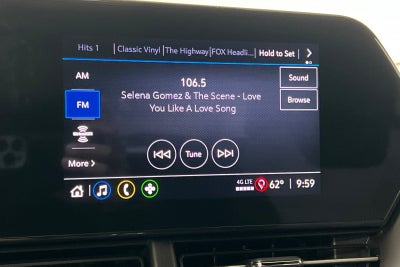 Hits 1 Classic Vinyl The Highway FOX Headli... Hold to Set
AM
106.5
Sound
FM
Selena Gomez & The Scene - Love
You Like A Love Song
Browse
Tune
More
4G LTE
62° 9:59